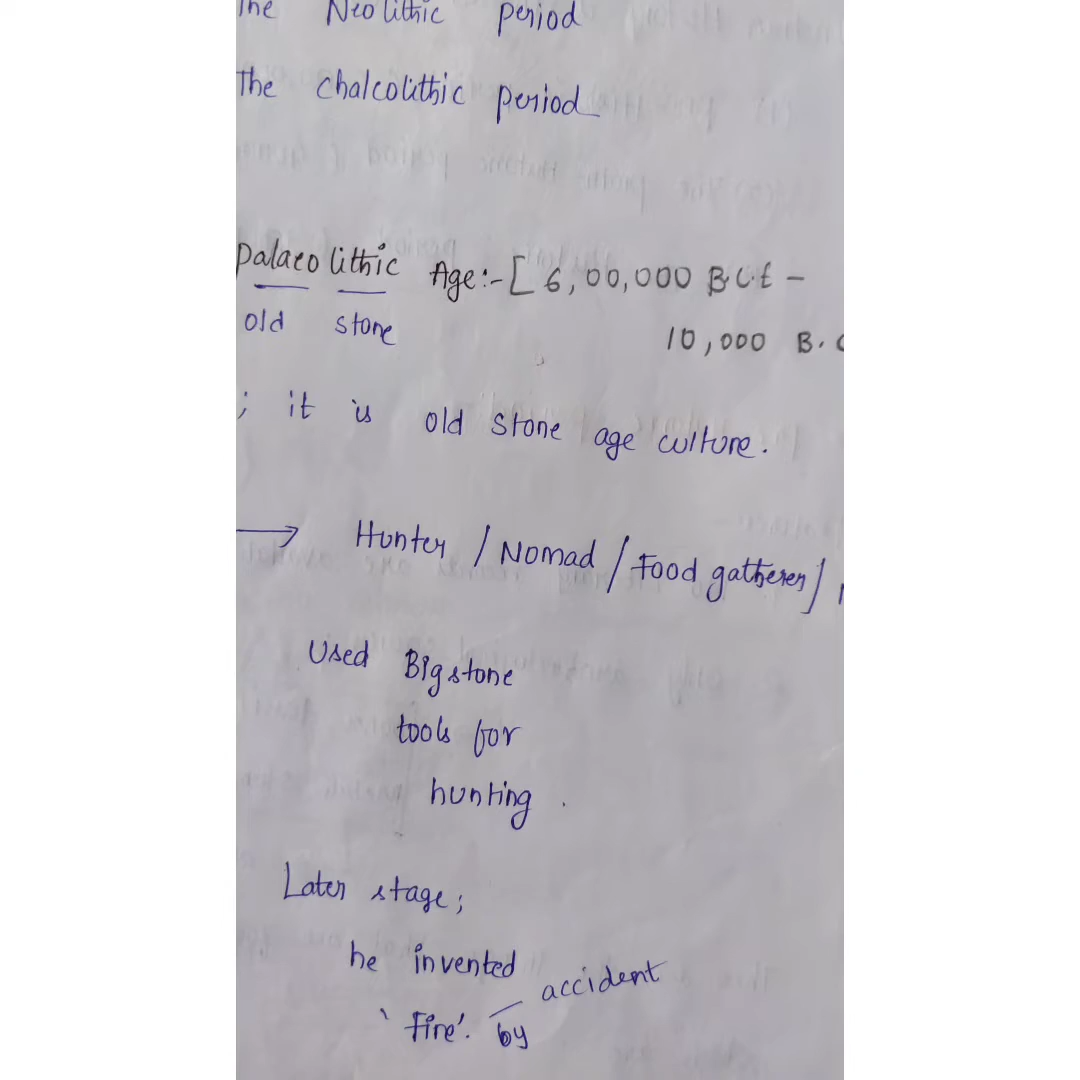 The Neolithic period
The chalcolithic period
Palaeolithic Age:- [ 6,00,000 B.C.E -
old stone 10,000 B.C
; it is old stone age culture.
→ Hunter / Nomad / Food gatherer /
Used Big stone
tools for
hunting.
Later stage;
he invented
'Fire'. by accident